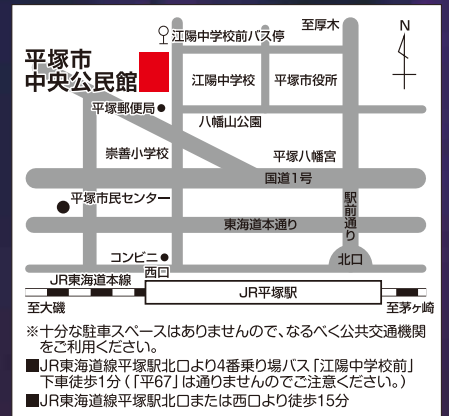 江陽中学校前バス停
至厚木
N
平塚市
中央公民館
江陽中学校
平塚市役所
平塚郵便局
八幡山公園
崇善小学校
平塚八幡宮
国道1号
平塚市民センター
駅前通り
東海道本通り
コンビニ
西口
北口
JR東海道本線
JR平塚駅
至大磯
至茅ヶ崎
※十分な駐車スペースはありませんので、なるべく公共交通機関
をご利用ください。
■JR東海道線平塚駅北口より4番乗り場バス「江陽中学校前」
下車徒歩1分（「平67」は通りませんのでご注意ください。）
■JR東海道線平塚駅北口または西口より徒歩15分